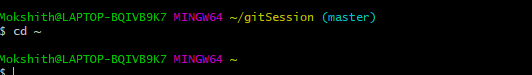 Mokshith@LAPTOP-BQIVB9K7 MINGW64 ~/gitSession (master)
$ cd ~
Mokshith@LAPTOP-BQIVB9K7 MINGW64 ~
$